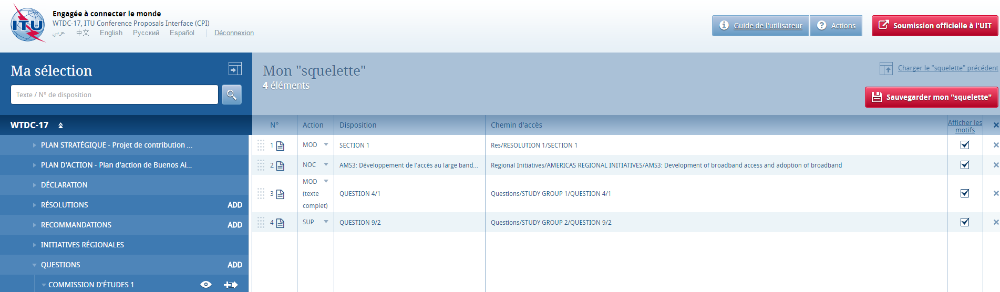 ITU
Engagée à connecter le monde
WTDC-17, ITU Conference Proposals Interface (CPI)
عربي 中文 English Русский Español Déconnexion
Guide de l'utilisateur
Actions
Soumission officielle à l'UIT
Ma sélection
Texte / N° de disposition
Mon "squelette"
4 éléments
Charger le "squelette" précédent
Sauvegarder mon "squelette"
WTDC-17
PLAN STRATÉGIQUE - Projet de contribution ...
PLAN D'ACTION - Plan d'action de Buenos Ai...
DÉCLARATION
RÉSOLUTIONS ADD
RECOMMANDATIONS ADD
INITIATIVES RÉGIONALES
QUESTIONS ADD
COMMISSION D'ÉTUDES 1
N° Action Disposition Chemin d'accès Afficher les
motifs
1 MOD SECTION 1 Res/RESOLUTION 1/SECTION 1
2 NOC AMS3: Développement de l'accès au large band... Regional Initiatives/AMERICAS REGIONAL INITIATIVES/AMS3: Development of broadband access and adoption of broadband
MOD
3 (texte QUESTION 4/1 Questions/STUDY GROUP 1/QUESTION 4/1
complet)
4 SUP QUESTION 9/2 Questions/STUDY GROUP 2/QUESTION 9/2